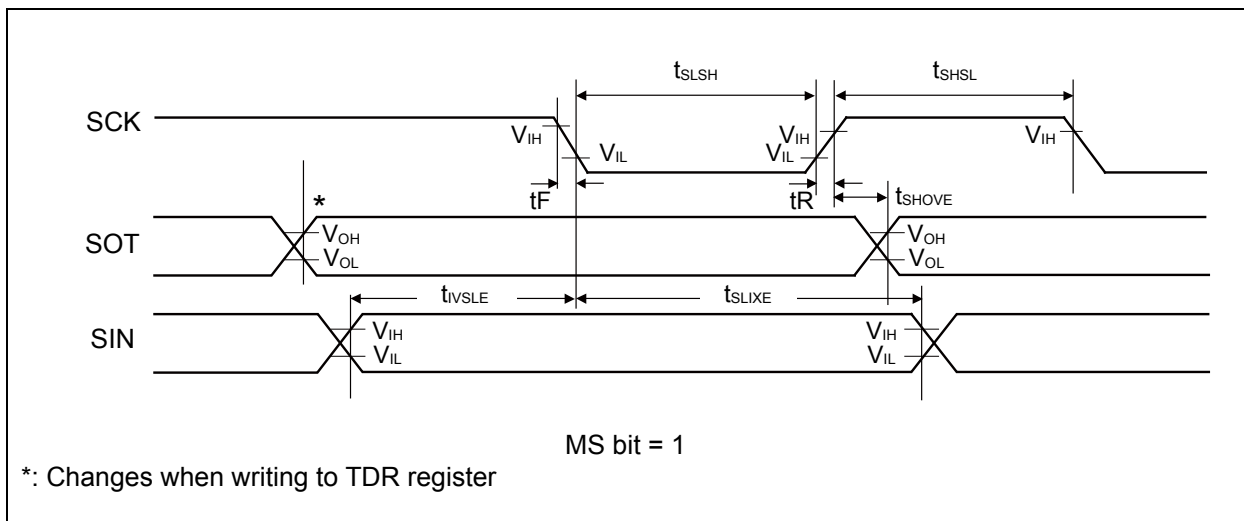 tSLSH tSHSL
SCK
VIH VIH VIH
VIL VIL
tF tR tSHOVE
*
SOT VOH VOH
VOL VOL
tIVSLE tSLIXE
SIN VIH VIH
VIL VIL
MS bit = 1
*: Changes when writing to TDR register